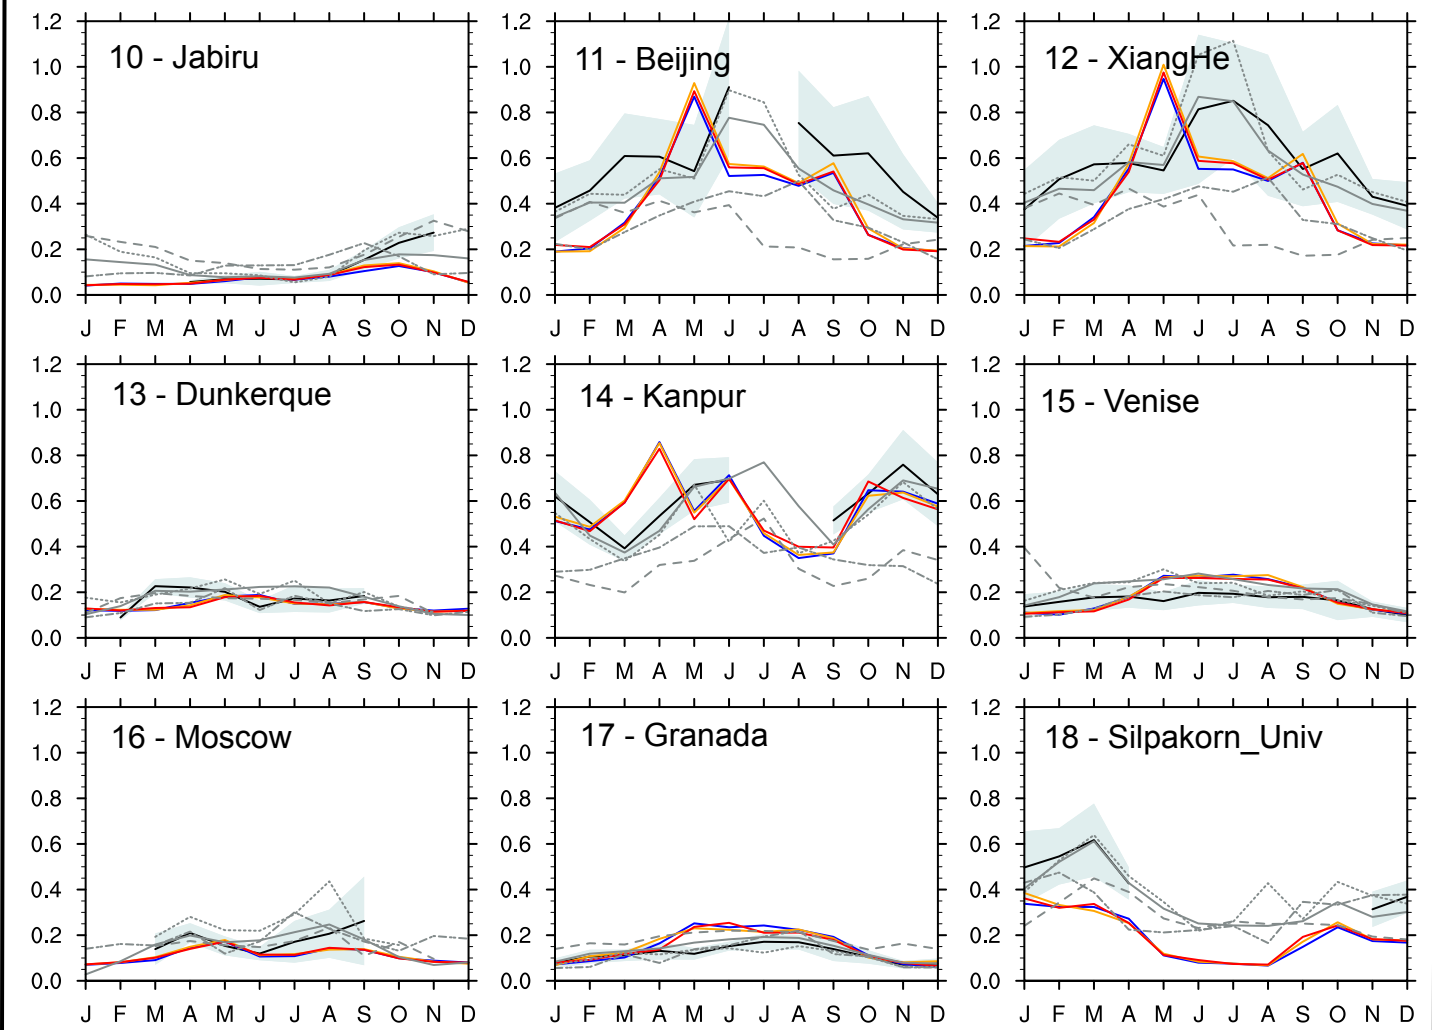 1.2 1.2 1.2
10 - Jabiru 11 - Beijing 12 - XiangHe
1.0 1.0 1.0
0.8 0.8 0.8
0.6 0.6 0.6
0.4 0.4 0.4
0.2 0.2 0.2
0.0 0.0 0.0
J F M A M J J A S O N D J F M A M J J A S O N D J F M A M J J A S O N D
1.2 1.2 1.2
13 - Dunkerque 14 - Kanpur 15 - Venise
1.0 1.0 1.0
0.8 0.8 0.8
0.6 0.6 0.6
0.4 0.4 0.4
0.2 0.2 0.2
0.0 0.0 0.0
J F M A M J J A S O N D J F M A M J J A S O N D J F M A M J J A S O N D
1.2 1.2 1.2
16 - Moscow 17 - Granada 18 - Silpakorn_Univ
1.0 1.0 1.0
0.8 0.8 0.8
0.6 0.6 0.6
0.4 0.4 0.4
0.2 0.2 0.2
0.0 0.0 0.0
J F M A M J J A S O N D J F M A M J J A S O N D J F M A M J J A S O N D